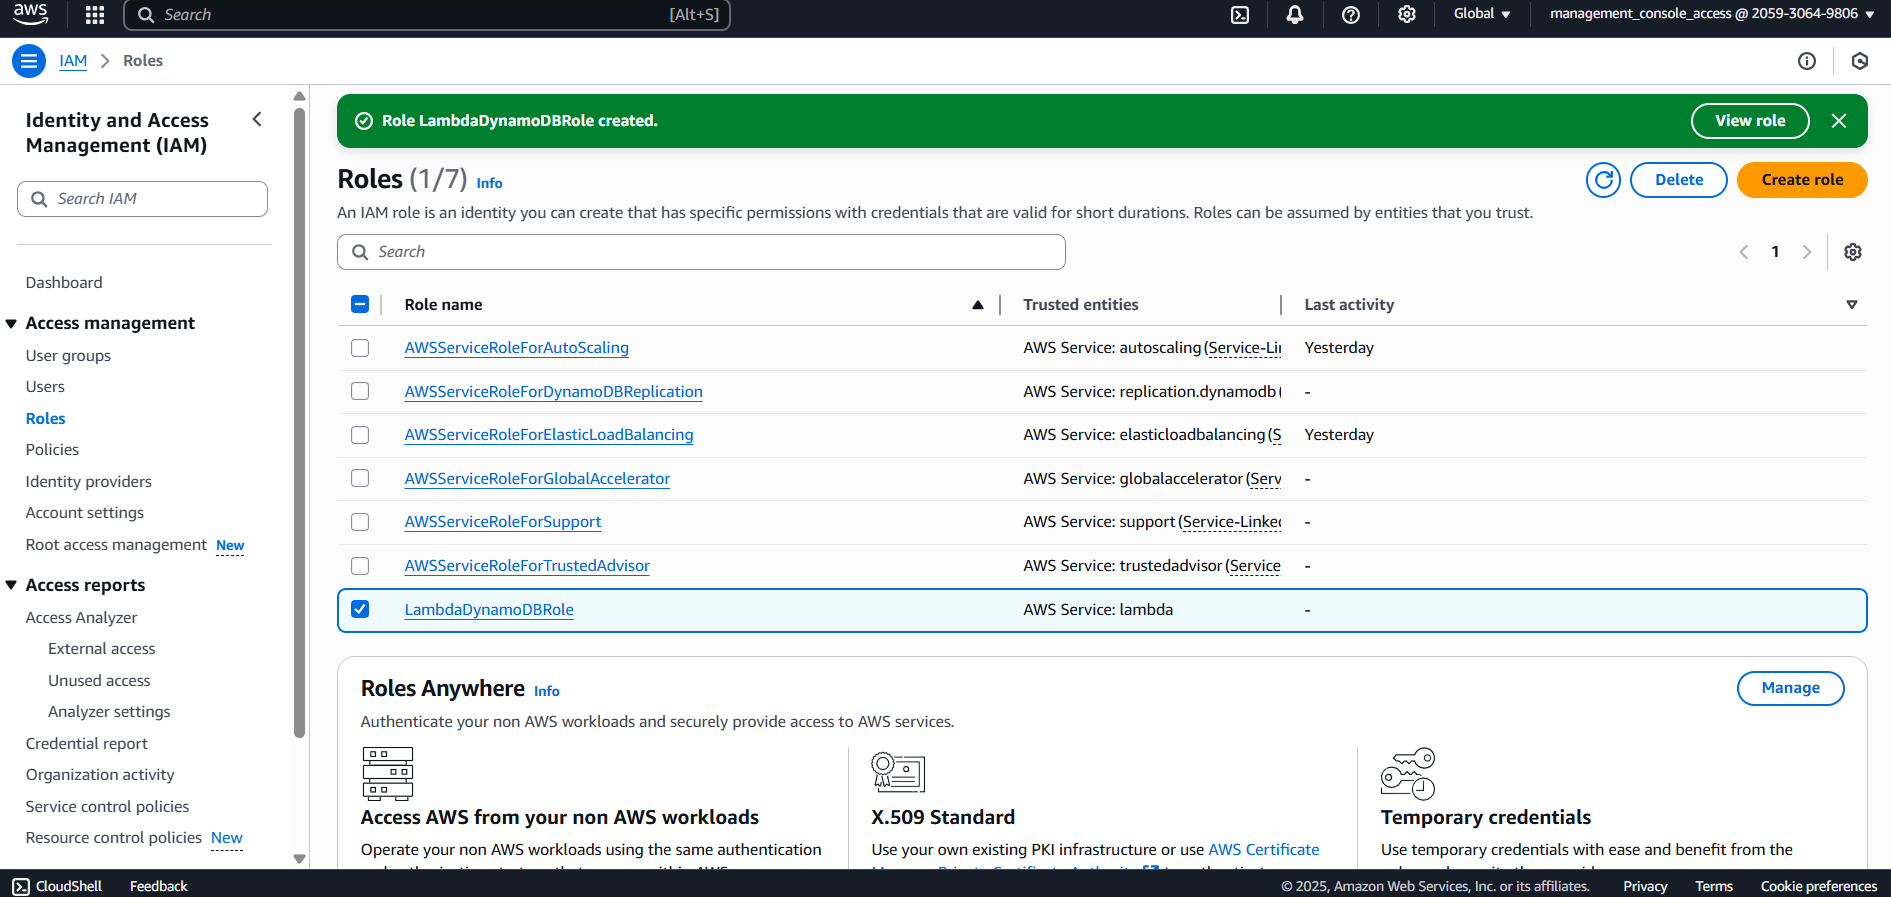 aws
Search [Alt+S]
Global
management_console_access @ 2059-3064-9806
IAM
Roles
Identity and Access
Management (IAM)
Search IAM
Dashboard
Access management
User groups
Users
Roles
Policies
Identity providers
Account settings
Root access management New
Access reports
Access Analyzer
External access
Unused access
Analyzer settings
Credential report
Organization activity
Service control policies
Resource control policies New
Role LambdaDynamoDBRole created.
View role
Roles (1/7) Info
Delete
Create role
An IAM role is an identity you can create that has specific permissions with credentials that are valid for short durations. Roles can be assumed by entities that you trust.
Search
1
Role name Trusted entities Last activity
AWSServiceRoleForAutoScaling AWS Service: autoscaling (Service-Li Yesterday
AWSServiceRoleForDynamoDBReplication AWS Service: replication.dynamodb ( -
AWSServiceRoleForElasticLoadBalancing AWS Service: elasticloadbalancing (S Yesterday
AWSServiceRoleForGlobalAccelerator AWS Service: globalaccelerator (Serv -
AWSServiceRoleForSupport AWS Service: support (Service-Linke -
AWSServiceRoleForTrustedAdvisor AWS Service: trustedadvisor (Service -
LambdaDynamoDBRole AWS Service: lambda -
Roles Anywhere Info
Manage
Authenticate your non AWS workloads and securely provide access to AWS services.
Access AWS from your non AWS workloads
Operate your non AWS workloads using the same authentication
X.509 Standard
Use your own existing PKI infrastructure or use AWS Certificate
Temporary credentials
Use temporary credentials with ease and benefit from the
CloudShell
Feedback
© 2025, Amazon Web Services, Inc. or its affiliates.
Privacy
Terms
Cookie preferences